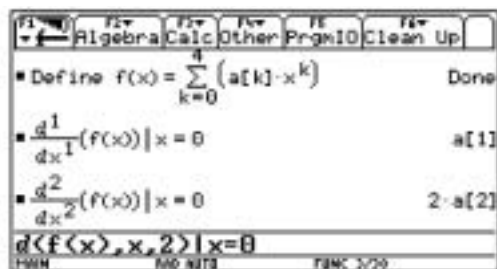 F1 F2 F3 F4 F5 F6
Algebra Calc Other PrgmIO Clean Up
4
▪Define f(x) = Σ (a[k]·x^k) Done
k=0
▪d^1/dx^1 (f(x)) | x = 0 a[1]
▪d^2/dx^2 (f(x)) | x = 0 2·a[2]
d(f(x),x,2)|x=0
MAIN RAD AUTO FUNC 3/30